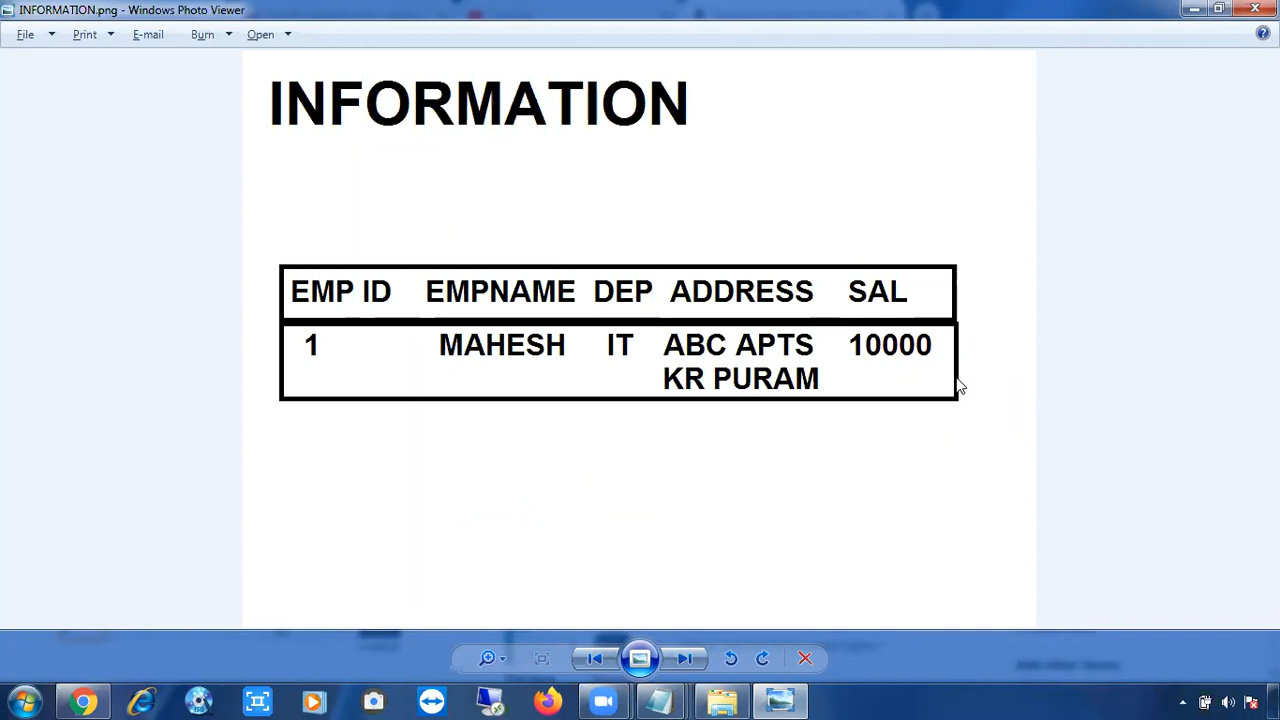 INFORMATION.png - Windows Photo Viewer
File Print E-mail Burn Open
INFORMATION
EMP ID EMPNAME DEP ADDRESS SAL
1 MAHESH IT ABC APTS 10000
KR PURAM